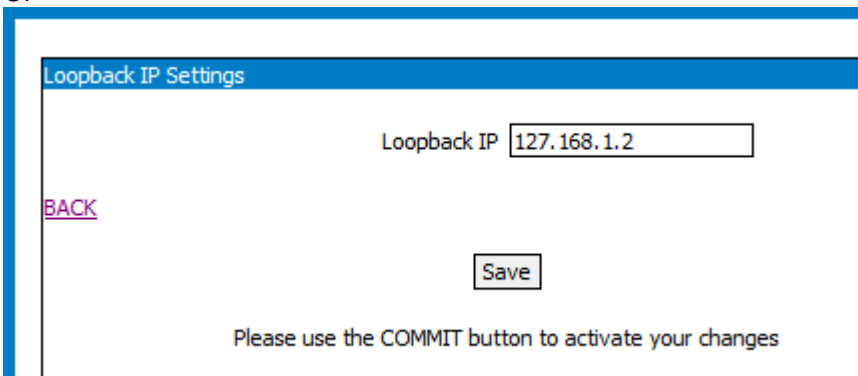 Loopback IP Settings
Loopback IP 127.168.1.2
BACK
Save
Please use the COMMIT button to activate your changes